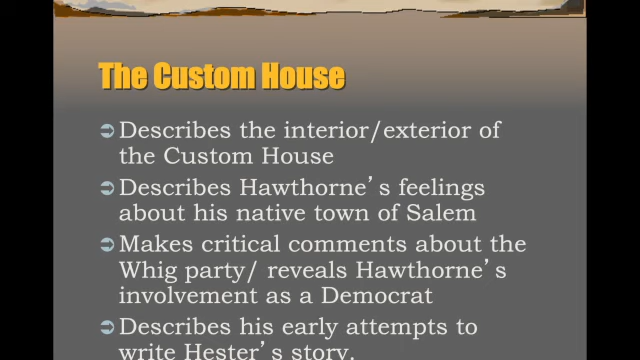 The Custom House
Describes the interior/exterior of
the Custom House
Describes Hawthorne's feelings
about his native town of Salem
Makes critical comments about the
Whig party/ reveals Hawthorne's
involvement as a Democrat
Describes his early attempts to
write Hester's story.